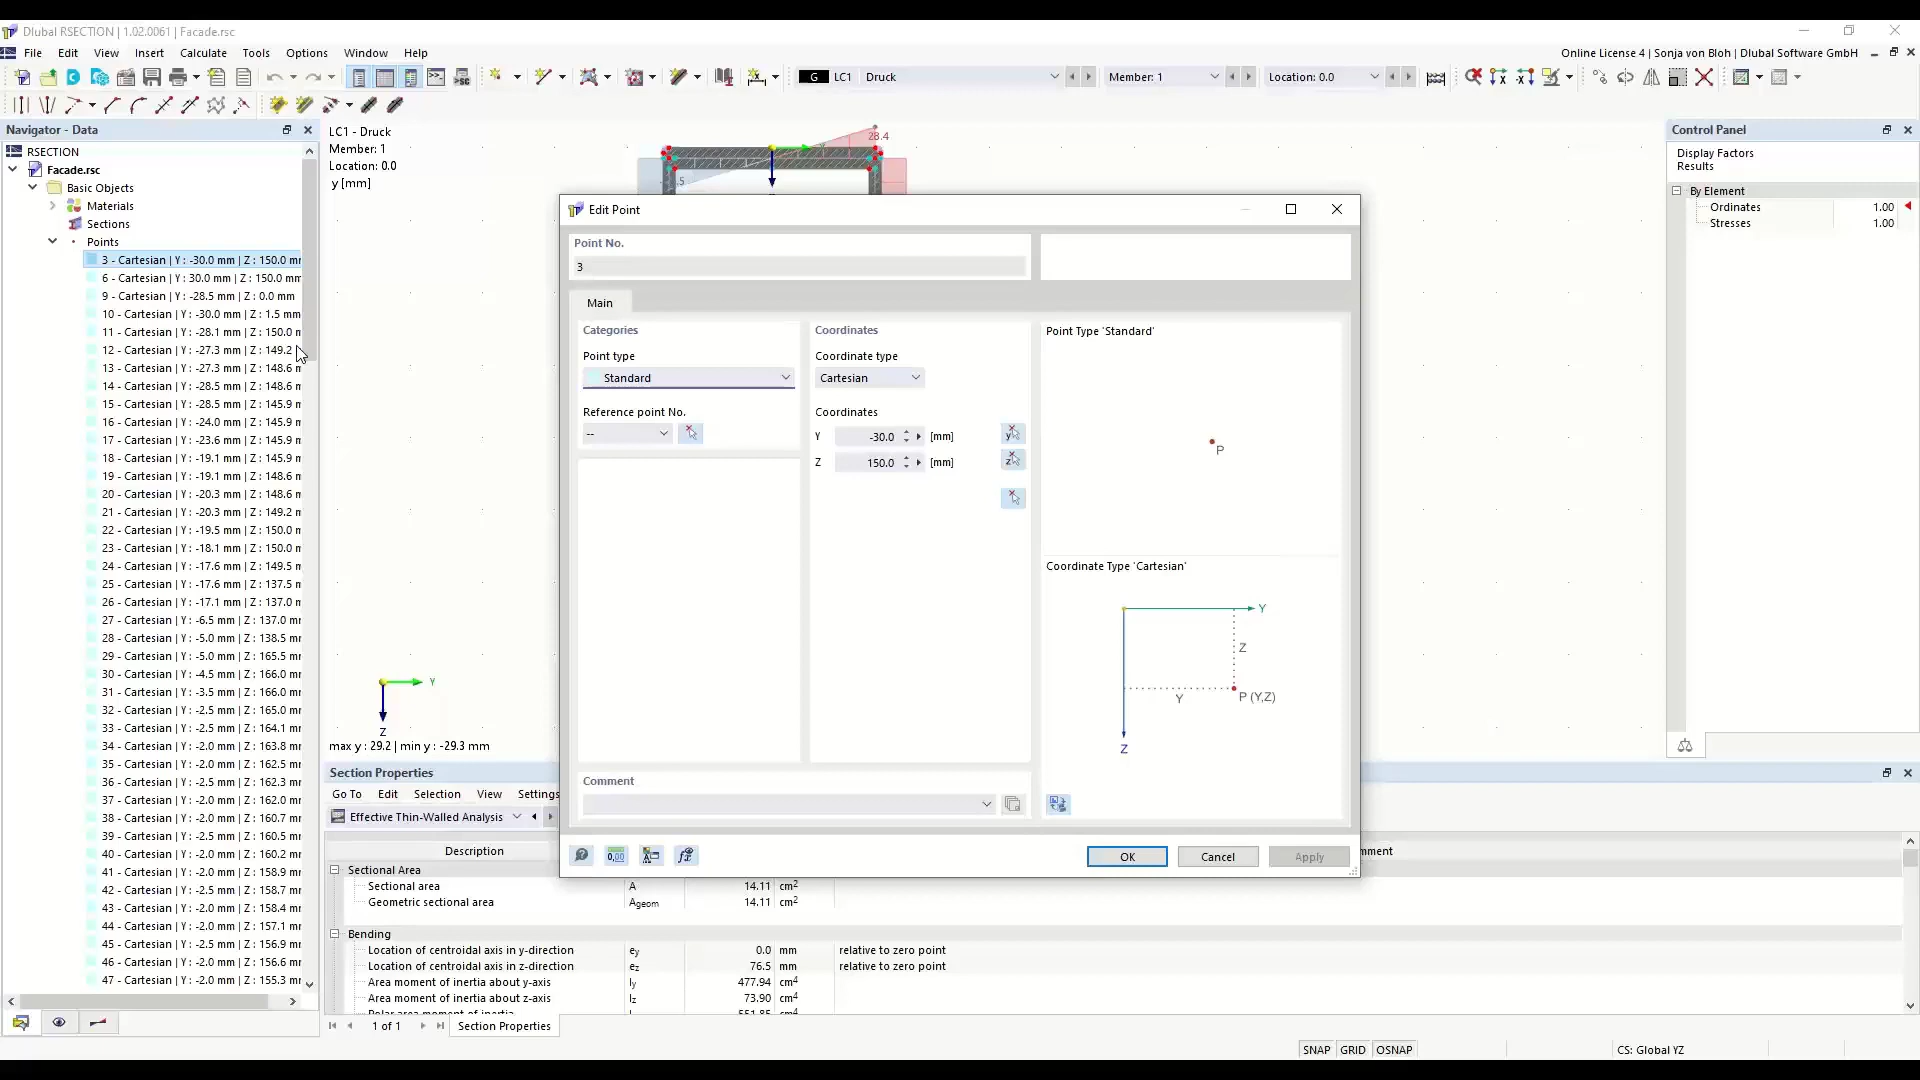 Dlubal RSECTION | 1.02.0061 | Facade.rsc
File Edit View Insert Calculate Tools Options Window Help
Online License 4 | Sonja von Bloh | Dlubal Software GmbH
G LC1 Druck Member: 1 Location: 0.0
Navigator - Data
RSECTION
Facade.rsc
Basic Objects
Materials
Sections
Points
3 - Cartesian | Y : -30.0 mm | Z : 150.0 mr
6 - Cartesian | Y : 30.0 mm | Z : 150.0 mm
9 - Cartesian | Y : -28.5 mm | Z : 0.0 mm
10 - Cartesian | Y : -30.0 mm | Z : 1.5 mm
11 - Cartesian | Y : -28.1 mm | Z : 150.0 m
12 - Cartesian | Y : -27.3 mm | Z : 149.2
13 - Cartesian | Y : -27.3 mm | Z : 148.6 m
14 - Cartesian | Y : -28.5 mm | Z : 148.6 m
15 - Cartesian | Y : -28.5 mm | Z : 145.9 m
16 - Cartesian | Y : -24.0 mm | Z : 145.9 m
17 - Cartesian | Y : -23.6 mm | Z : 145.9 m
18 - Cartesian | Y : -19.1 mm | Z : 145.9 m
19 - Cartesian | Y : -19.1 mm | Z : 148.6 m
20 - Cartesian | Y : -20.3 mm | Z : 148.6 m
21 - Cartesian | Y : -20.3 mm | Z : 149.2 m
22 - Cartesian | Y : -19.5 mm | Z : 150.0 m
23 - Cartesian | Y : -18.1 mm | Z : 150.0 m
24 - Cartesian | Y : -17.6 mm | Z : 149.5 m
25 - Cartesian | Y : -17.6 mm | Z : 137.5 m
26 - Cartesian | Y : -17.1 mm | Z : 137.0 m
27 - Cartesian | Y : -6.5 mm | Z : 137.0 mr
28 - Cartesian | Y : -5.0 mm | Z : 138.5 mr
29 - Cartesian | Y : -5.0 mm | Z : 165.5 mr
30 - Cartesian | Y : -4.5 mm | Z : 166.0 mr
31 - Cartesian | Y : -3.5 mm | Z : 166.0 mr
32 - Cartesian | Y : -2.5 mm | Z : 165.0 mr
33 - Cartesian | Y : -2.5 mm | Z : 164.1 mr
34 - Cartesian | Y : -2.0 mm | Z : 163.8 mr
35 - Cartesian | Y : -2.0 mm | Z : 162.5 mr
36 - Cartesian | Y : -2.5 mm | Z : 162.3 mr
37 - Cartesian | Y : -2.0 mm | Z : 162.0 mr
38 - Cartesian | Y : -2.0 mm | Z : 160.7 mr
39 - Cartesian | Y : -2.5 mm | Z : 160.5 mr
40 - Cartesian | Y : -2.0 mm | Z : 160.2 mr
41 - Cartesian | Y : -2.0 mm | Z : 158.9 mr
42 - Cartesian | Y : -2.5 mm | Z : 158.7 mr
43 - Cartesian | Y : -2.0 mm | Z : 158.4 mr
44 - Cartesian | Y : -2.0 mm | Z : 157.1 mr
45 - Cartesian | Y : -2.5 mm | Z : 156.9 mr
46 - Cartesian | Y : -2.0 mm | Z : 156.6 mr
47 - Cartesian | Y : -2.0 mm | Z : 155.3 mr
LC1 - Druck
Member: 1
Location: 0.0
y [mm]
28.4
Y
Z
max y : 29.2 | min y : -29.3 mm
Edit Point
Point No.
3
Main
Categories
Point type
Standard
Reference point No.
--
Coordinates
Coordinate type
Cartesian
Coordinates
Y -30.0 [mm]
Z 150.0 [mm]
Point Type 'Standard'
P
Coordinate Type 'Cartesian'
Y
Z
Y
P (Y,Z)
Z
Comment
OK Cancel Apply
Control Panel
Display Factors
Results
By Element
Ordinates 1.00
Stresses 1.00
Section Properties
Go To Edit Selection View Settings
Effective Thin-Walled Analysis
Description mment
Sectional Area
Sectional area A 14.11 cm²
Geometric sectional area Ageom 14.11 cm²
Bending
Location of centroidal axis in y-direction ey 0.0 mm relative to zero point
Location of centroidal axis in z-direction ez 76.5 mm relative to zero point
Area moment of inertia about y-axis Iy 477.94 cm⁴
Area moment of inertia about z-axis Iz 73.90 cm⁴
1 of 1 Section Properties
SNAP GRID OSNAP CS: Global YZ